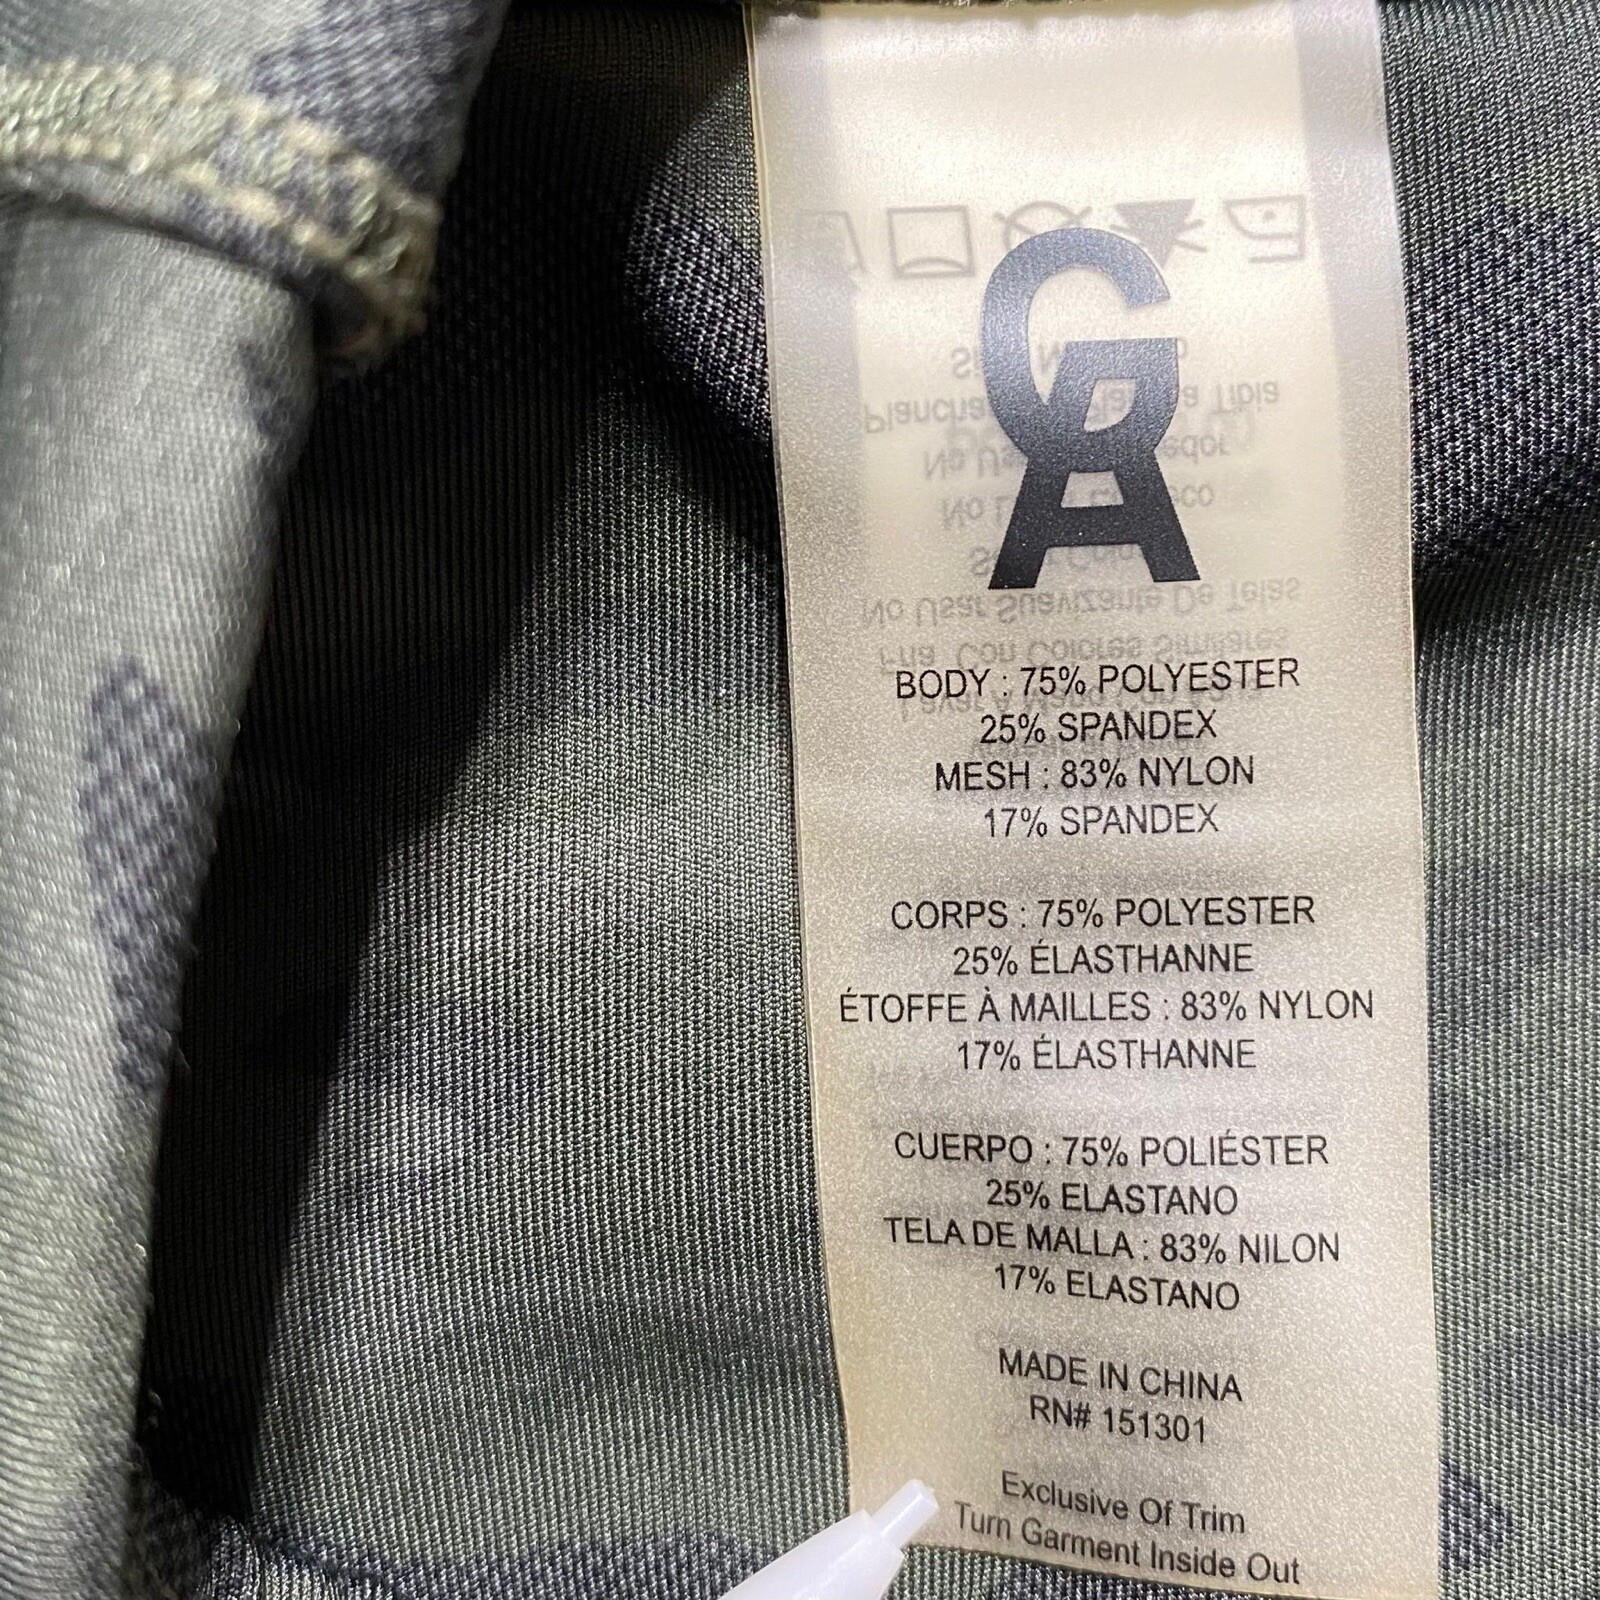 GA
BODY : 75% POLYESTER
25% SPANDEX
MESH : 83% NYLON
17% SPANDEX
CORPS : 75% POLYESTER
25% ÉLASTHANNE
ÉTOFFE À MAILLES : 83% NYLON
17% ÉLASTHANNE
CUERPO : 75% POLIÉSTER
25% ELASTANO
TELA DE MALLA : 83% NILON
17% ELASTANO
MADE IN CHINA
RN# 151301
Exclusive Of Trim
Turn Garment Inside Out